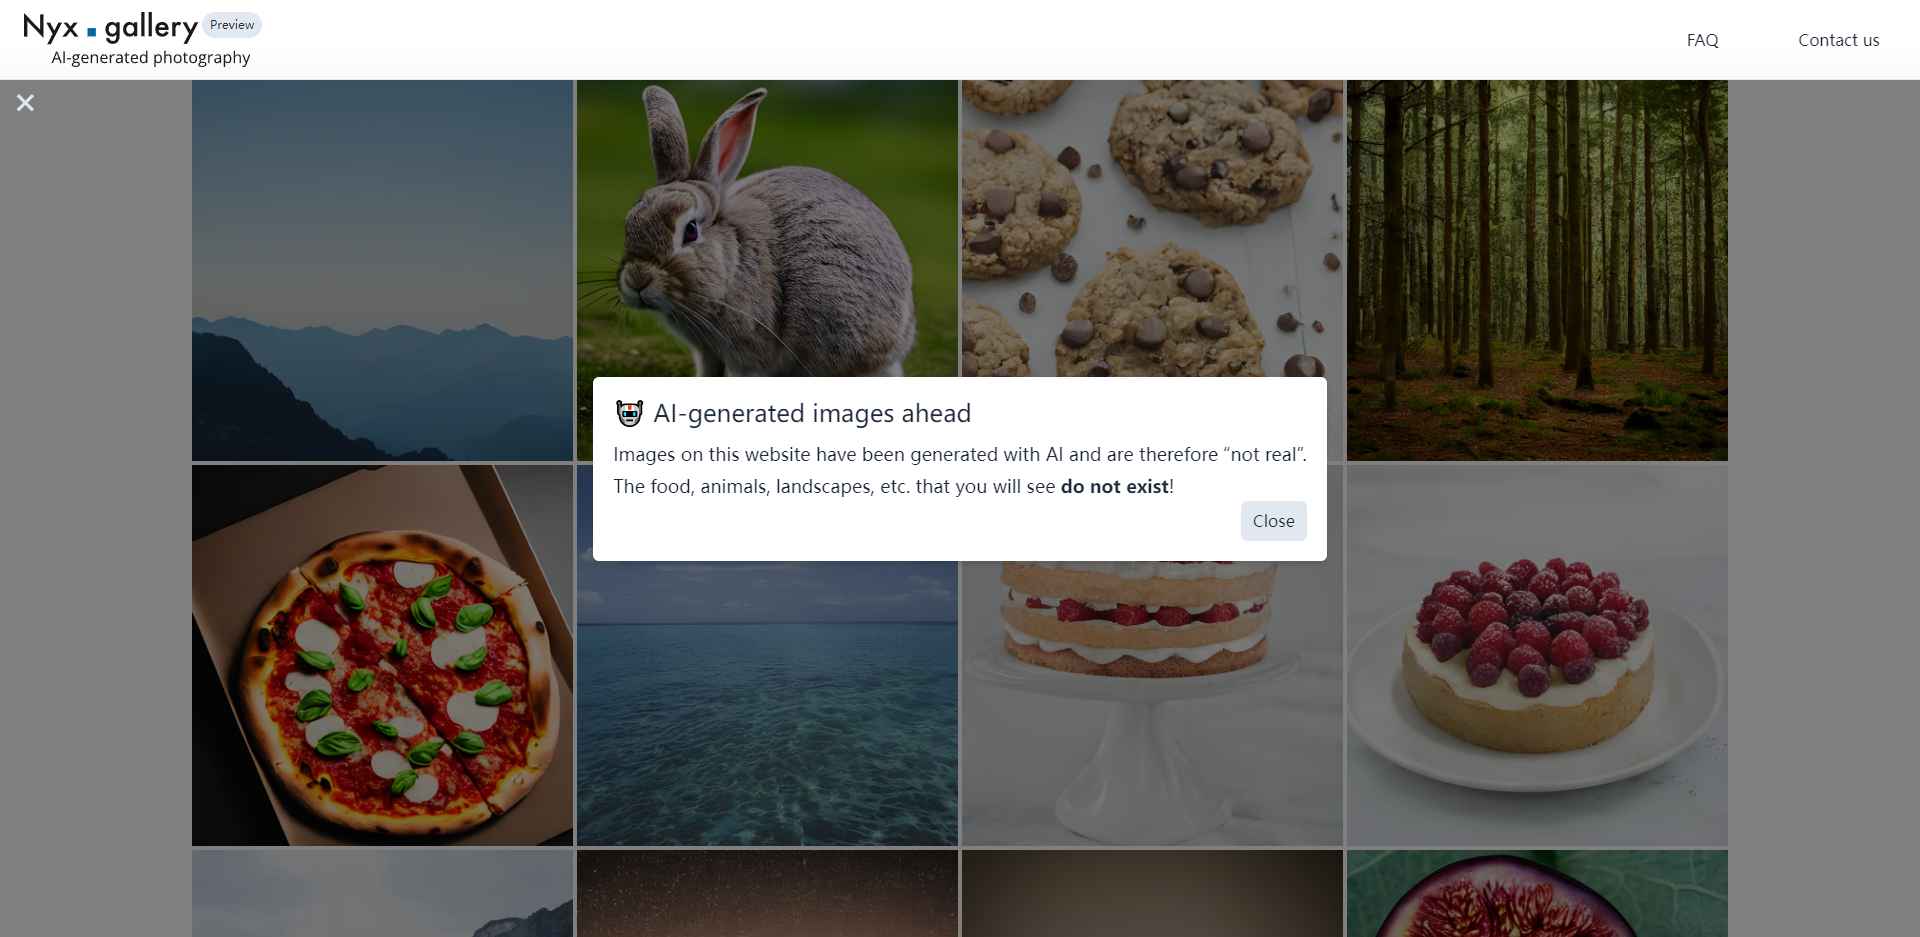 Nyx gallery Preview
AI-generated photography
FAQ
Contact us
AI-generated images ahead
Images on this website have been generated with AI and are therefore “not real”.
The food, animals, landscapes, etc. that you will see do not exist!
Close